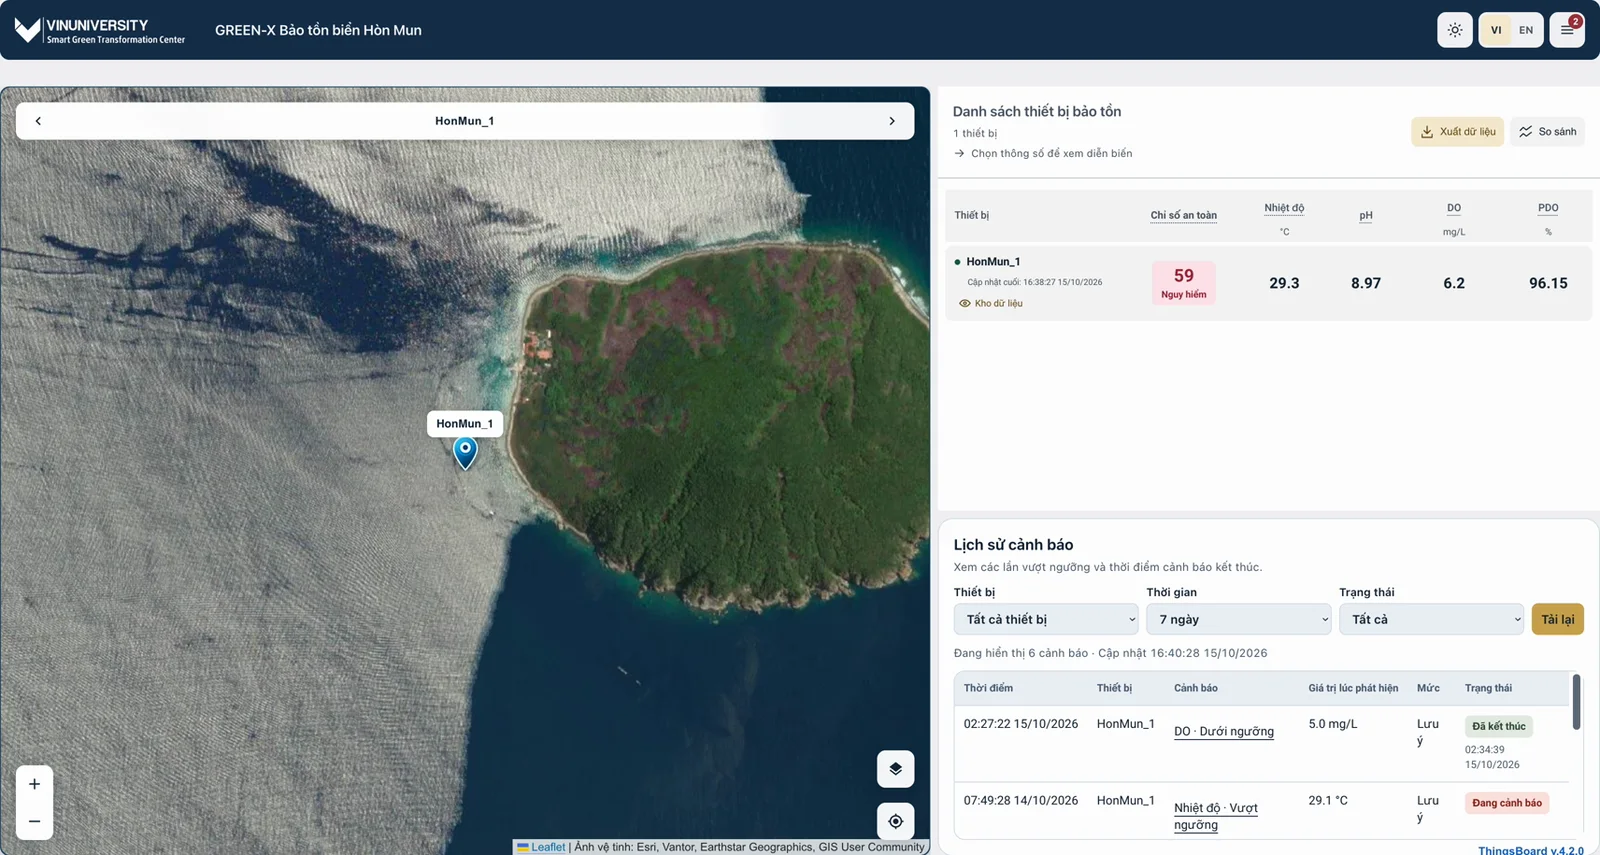 VINUNIVERSITY
Smart Green Transformation Center
GREEN-X Bảo tồn biển Hòn Mun
VI
EN
2
HonMun_1
HonMun_1
+
−
Leaflet | Ảnh vệ tinh: Esri, Vantor, Earthstar Geographics, GIS User Community
Danh sách thiết bị bảo tồn
1 thiết bị
→ Chọn thông số để xem diễn biến
Xuất dữ liệu
So sánh
Thiết bị
Chỉ số an toàn
Nhiệt độ
°C
pH
DO
mg/L
PDO
%
HonMun_1
Cập nhật cuối: 16:38:27 15/10/2026
Kho dữ liệu
59
Nguy hiểm
29.3
8.97
6.2
96.15
Lịch sử cảnh báo
Xem các lần vượt ngưỡng và thời điểm cảnh báo kết thúc.
Thiết bị
Thời gian
Trạng thái
Tất cả thiết bị
7 ngày
Tất cả
Tải lại
Đang hiển thị 6 cảnh báo · Cập nhật 16:40:28 15/10/2026
Thời điểm
Thiết bị
Cảnh báo
Giá trị lúc phát hiện
Mức
Trạng thái
02:27:22 15/10/2026
HonMun_1
DO · Dưới ngưỡng
5.0 mg/L
Lưu
ý
Đã kết thúc
02:34:39
15/10/2026
07:49:28 14/10/2026
HonMun_1
Nhiệt độ · Vượt
ngưỡng
29.1 °C
Lưu
ý
Đang cảnh báo
ThingsBoard v.4.2.0